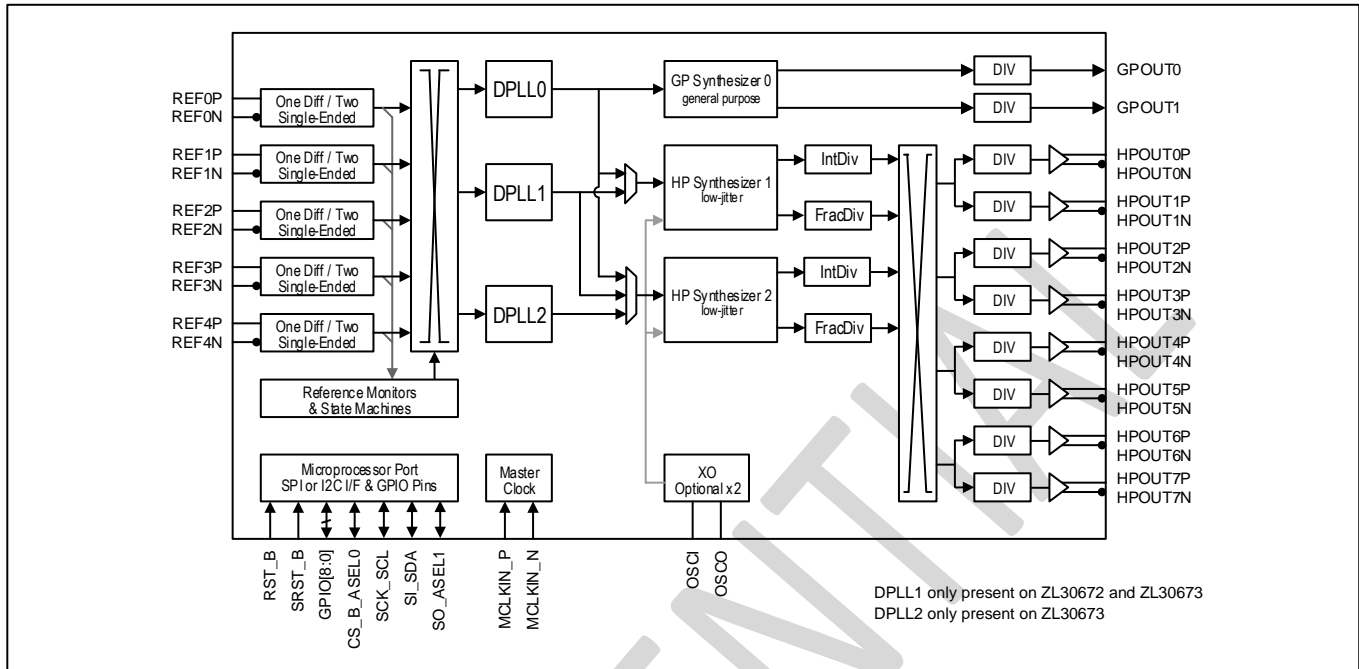 REF0P
REF0N
REF1P
REF1N
REF2P
REF2N
REF3P
REF3N
REF4P
REF4N
One Diff / Two
Single-Ended
One Diff / Two
Single-Ended
One Diff / Two
Single-Ended
One Diff / Two
Single-Ended
One Diff / Two
Single-Ended
Reference Monitors
& State Machines
DPLL0
DPLL1
DPLL2
GP Synthesizer 0
general purpose
HP Synthesizer 1
low-jitter
HP Synthesizer 2
low-jitter
IntDiv
FracDiv
IntDiv
FracDiv
DIV
DIV
DIV
DIV
DIV
DIV
DIV
DIV
DIV
DIV
GPOUT0
GPOUT1
HPOUT0P
HPOUT0N
HPOUT1P
HPOUT1N
HPOUT2P
HPOUT2N
HPOUT3P
HPOUT3N
HPOUT4P
HPOUT4N
HPOUT5P
HPOUT5N
HPOUT6P
HPOUT6N
HPOUT7P
HPOUT7N
Microprocessor Port
SPI or I2C I/F & GPIO Pins
Master
Clock
XO
Optional x2
RST_B
SRST_B
GPIO[8:0]
CS_B_ASEL0
SCK_SCL
SI_SDA
SO_ASEL1
MCLKIN_P
MCLKIN_N
OSCI
OSCO
DPLL1 only present on ZL30672 and ZL30673
DPLL2 only present on ZL30673